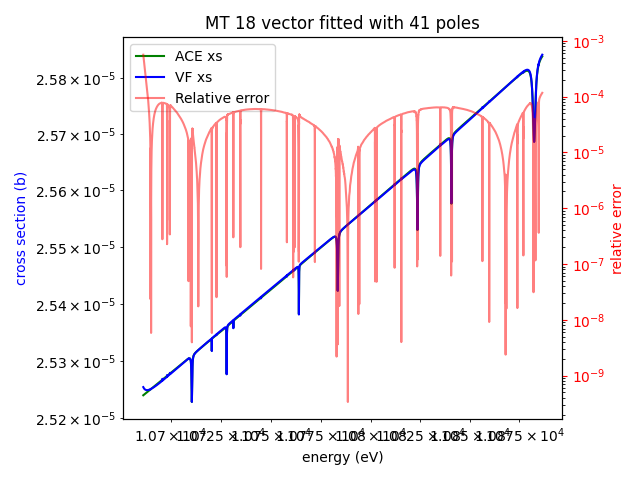 MT 18 vector fitted with 41 poles
ACE xs
VF xs
Relative error
cross section (b)
2.58 × 10⁻⁵
2.57 × 10⁻⁵
2.56 × 10⁻⁵
2.55 × 10⁻⁵
2.54 × 10⁻⁵
2.53 × 10⁻⁵
2.52 × 10⁻⁵
10⁻³
10⁻⁴
10⁻⁵
10⁻⁶
10⁻⁷
10⁻⁸
10⁻⁹
relative error
energy (eV)